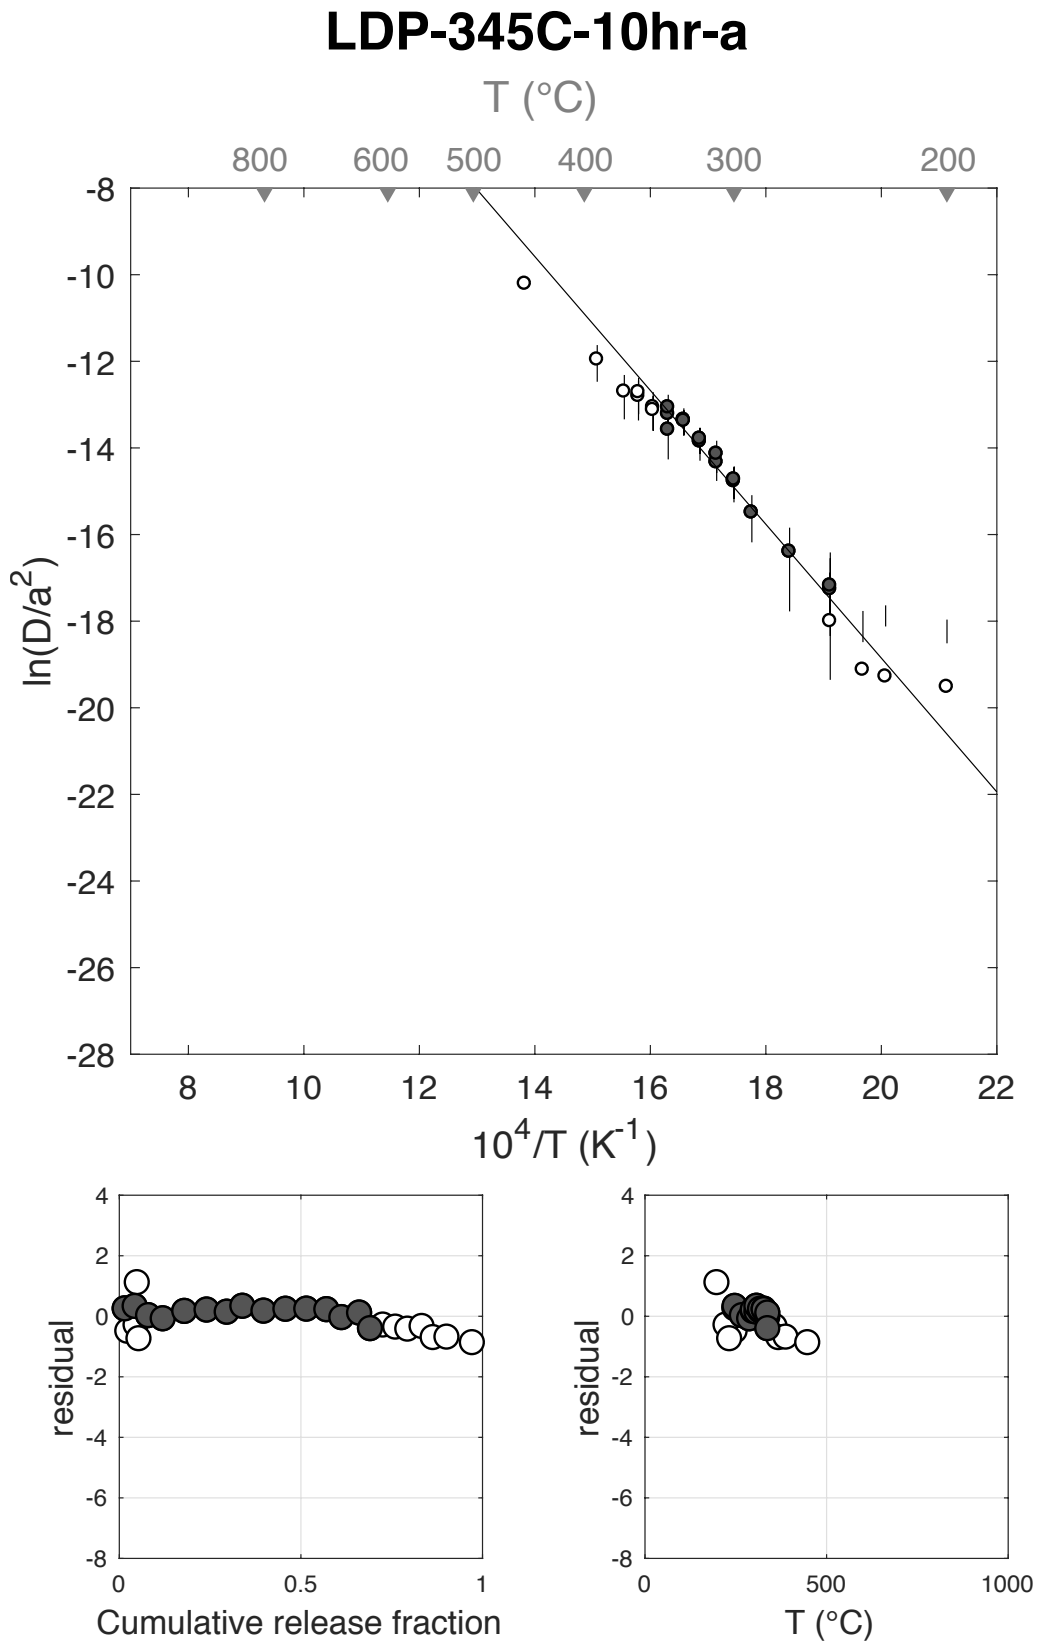 LDP-345C-10hr-a
T (°C)
800 600 500 400 300 200
-8
-10
-12
-14
-16
-18
-20
-22
-24
-26
-28
ln(D/a²)
8 10 12 14 16 18 20 22
10⁴/T (K⁻¹)
4
2
0
-2
-4
-6
-8
residual
0 0.5 1
Cumulative release fraction
4
2
0
-2
-4
-6
-8
residual
0 500 1000
T (°C)